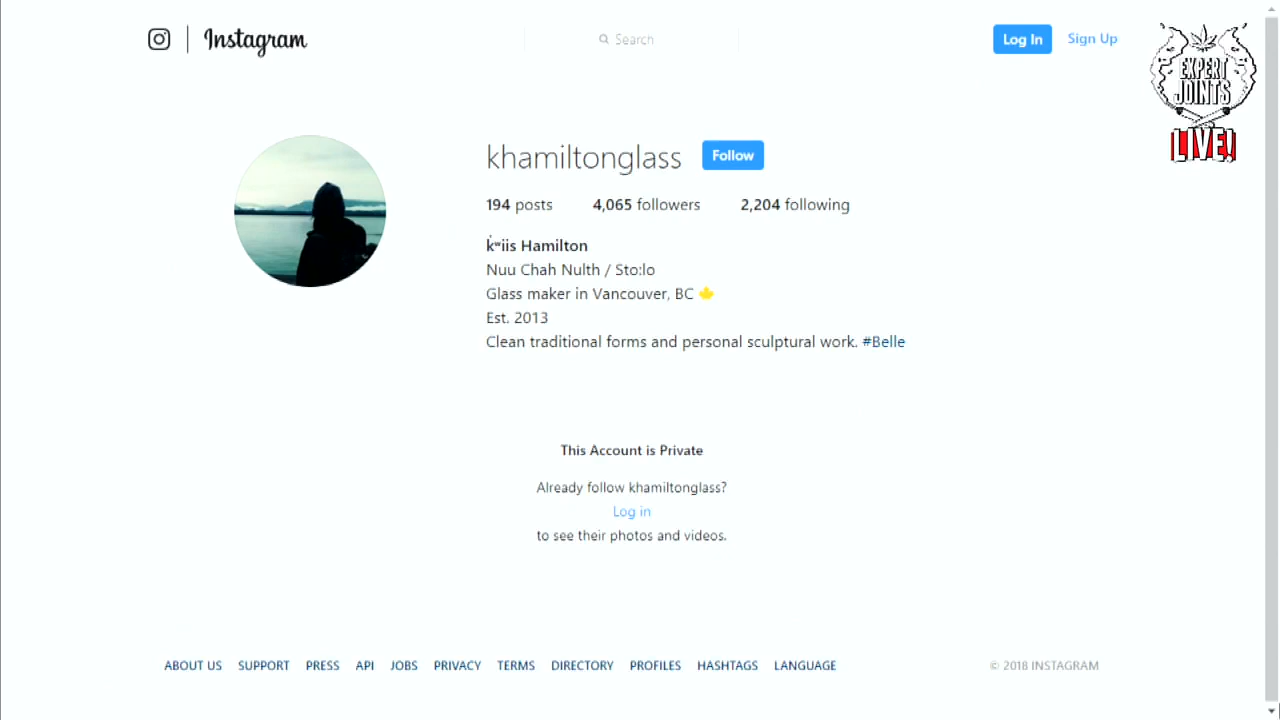 Instagram
Search
Log In
Sign Up
EXPERT
JOINTS
LIVE!
khamiltonglass
Follow
194 posts 4,065 followers 2,204 following
k̓ʷiis Hamilton
Nuu Chah Nulth / Sto:lo
Glass maker in Vancouver, BC 🍁
Est. 2013
Clean traditional forms and personal sculptural work. #Belle
This Account is Private
Already follow khamiltonglass?
Log in
to see their photos and videos.
ABOUT US SUPPORT PRESS API JOBS PRIVACY TERMS DIRECTORY PROFILES HASHTAGS LANGUAGE © 2018 INSTAGRAM